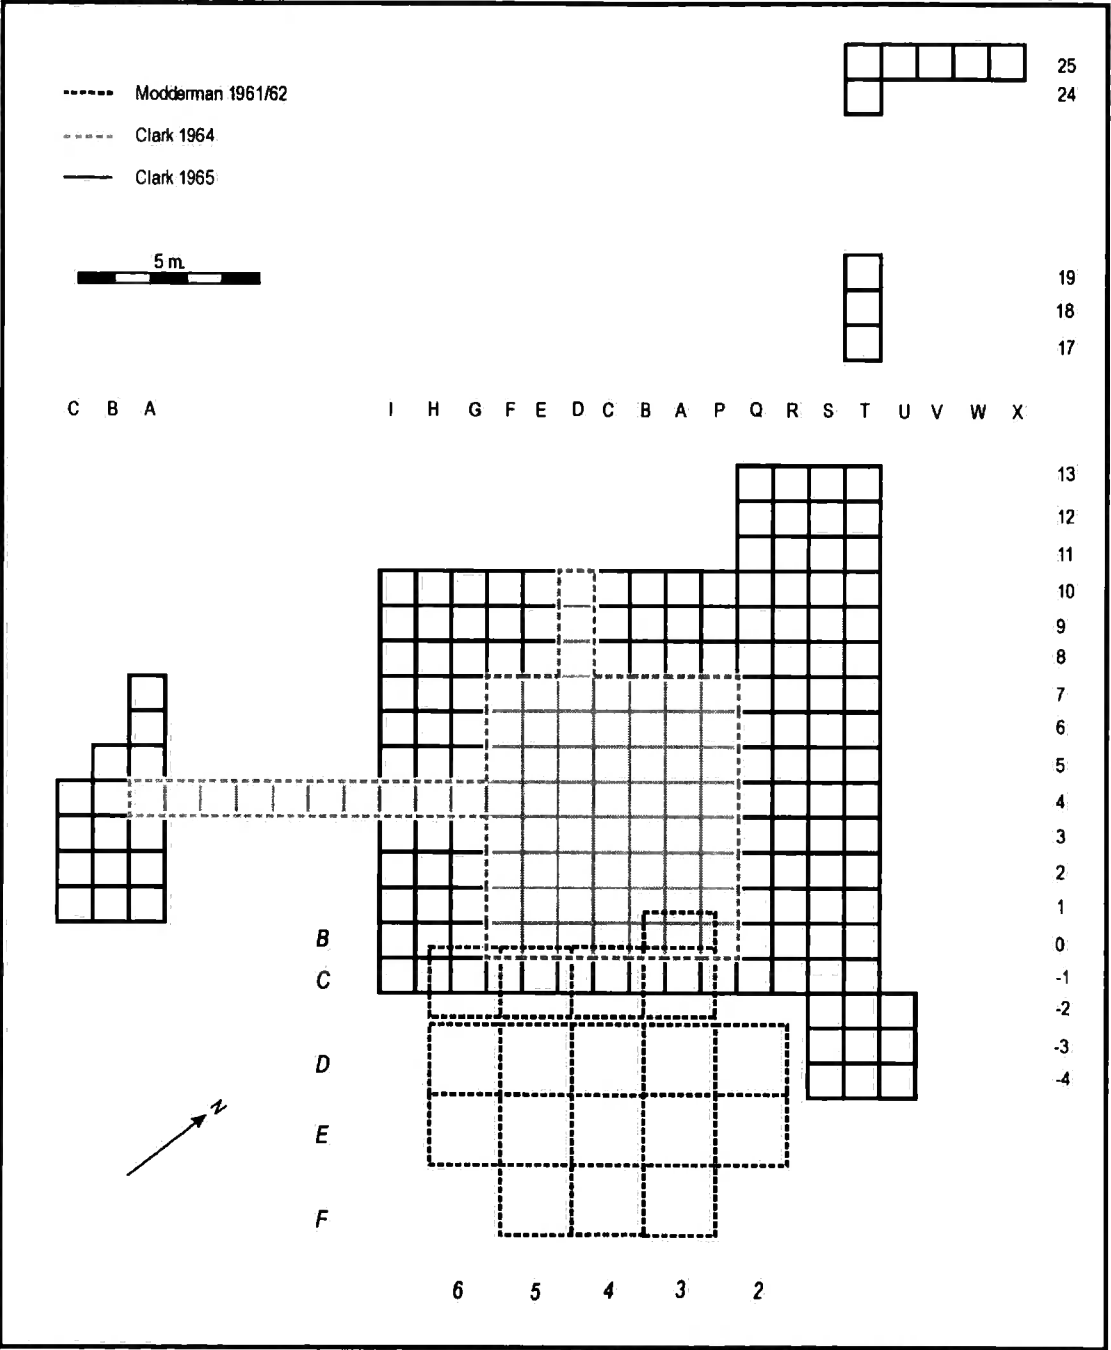 25
Modderman 1961/62 24
Clark 1964
Clark 1965
5 m.
19
18
17
C B A I H G F E D C B A P Q R S T U V W X
13
12
11
10
9
8
7
6
5
4
3
2
1
B 0
C -1
-2
-3
D
-4
N
E
F
6 5 4 3 2